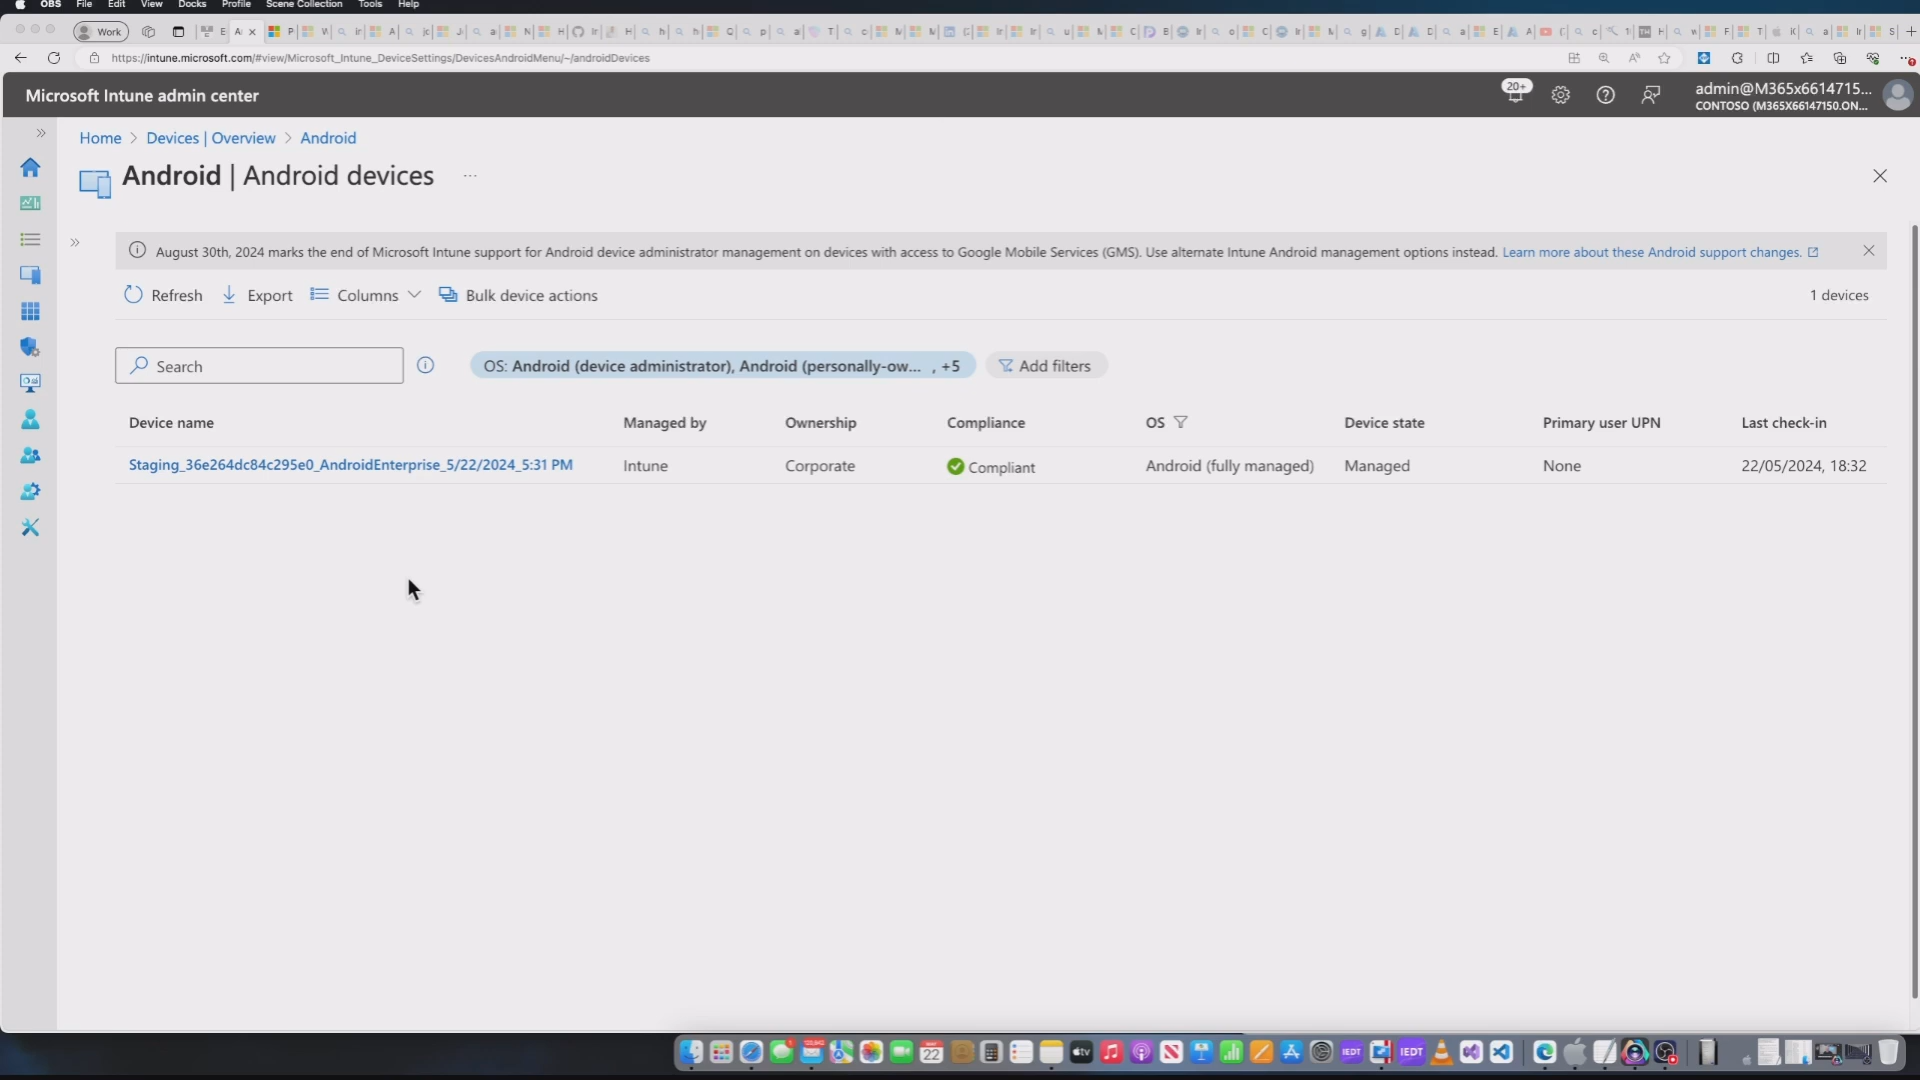 OBS File Edit View Docks Profile Scene Collection Tools Help
Work
https://intune.microsoft.com/#view/Microsoft_Intune_DeviceSettings/DevicesAndroidMenu/~/androidDevices
Microsoft Intune admin center
20+
admin@M365x6614715...
CONTOSO (M365X66147150.ON...
Home > Devices | Overview > Android
Android | Android devices ...
August 30th, 2024 marks the end of Microsoft Intune support for Android device administrator management on devices with access to Google Mobile Services (GMS). Use alternate Intune Android management options instead. Learn more about these Android support changes.
Refresh Export Columns Bulk device actions 1 devices
Search OS: Android (device administrator), Android (personally-ow... , +5 Add filters
Device name Managed by Ownership Compliance OS Device state Primary user UPN Last check-in
Staging_36e264dc84c295e0_AndroidEnterprise_5/22/2024_5:31 PM Intune Corporate Compliant Android (fully managed) Managed None 22/05/2024, 18:32
22 tv IEDT IEDT